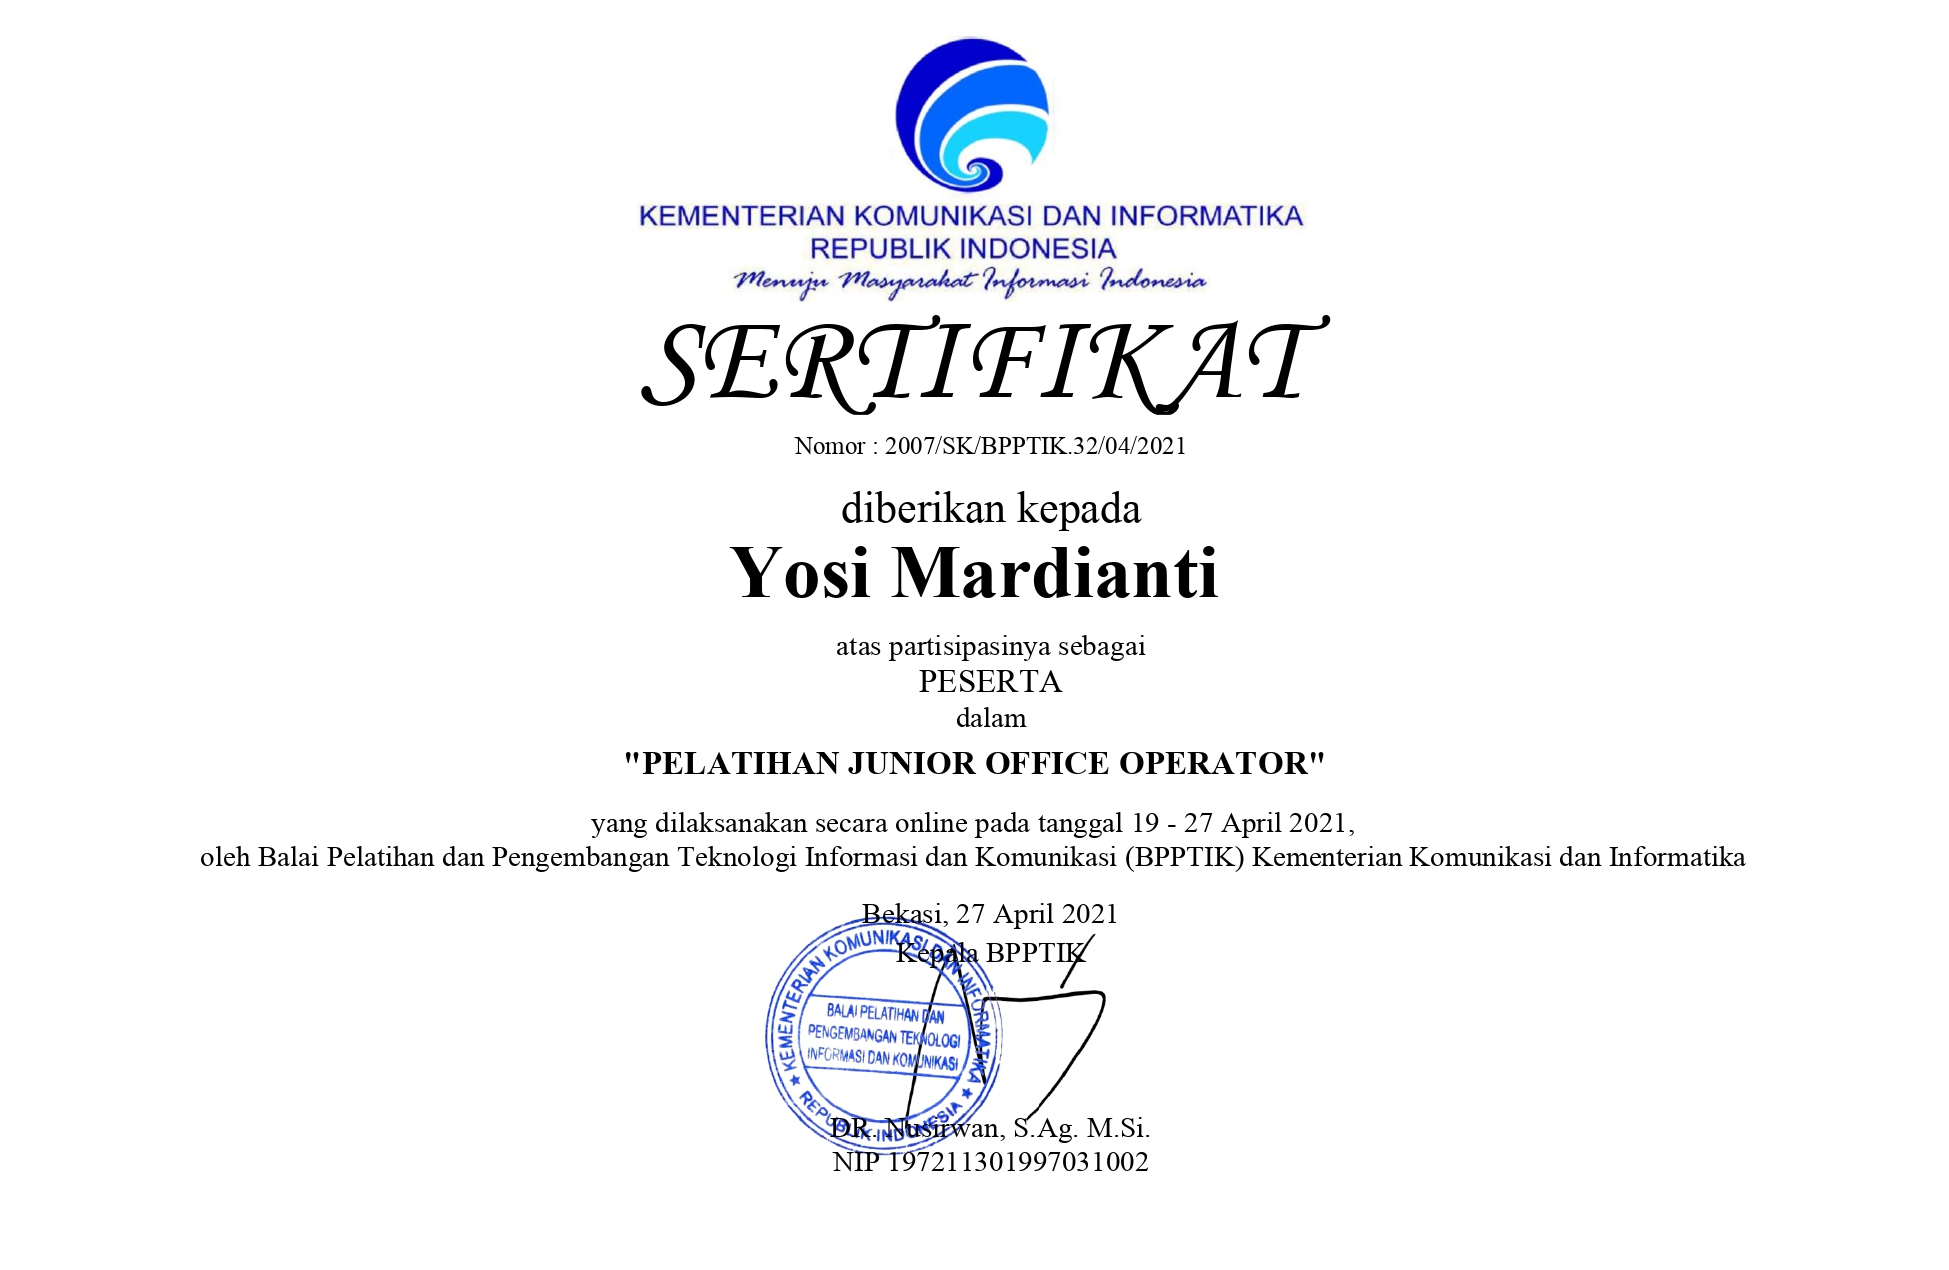 KEMENTERIAN KOMUNIKASI DAN INFORMATIKA
REPUBLIK INDONESIA
Menuju Masyarakat Informasi Indonesia
SERTIFIKAT
Nomor : 2007/SK/BPPTIK.32/04/2021
diberikan kepada
Yosi Mardianti
atas partisipasinya sebagai
PESERTA
dalam
"PELATIHAN JUNIOR OFFICE OPERATOR"
yang dilaksanakan secara online pada tanggal 19 - 27 April 2021,
oleh Balai Pelatihan dan Pengembangan Teknologi Informasi dan Komunikasi (BPPTIK) Kementerian Komunikasi dan Informatika
Bekasi, 27 April 2021
Kepala BPPTIK
KEMENTERIAN KOMUNIKASI DAN INFORMATIKA
BALAI PELATIHAN DAN
PENGEMBANGAN TEKNOLOGI
INFORMASI DAN KOMUNIKASI
★ REPUBLIK INDONESIA ★
DR. Nusirwan, S.Ag. M.Si.
NIP 197211301997031002